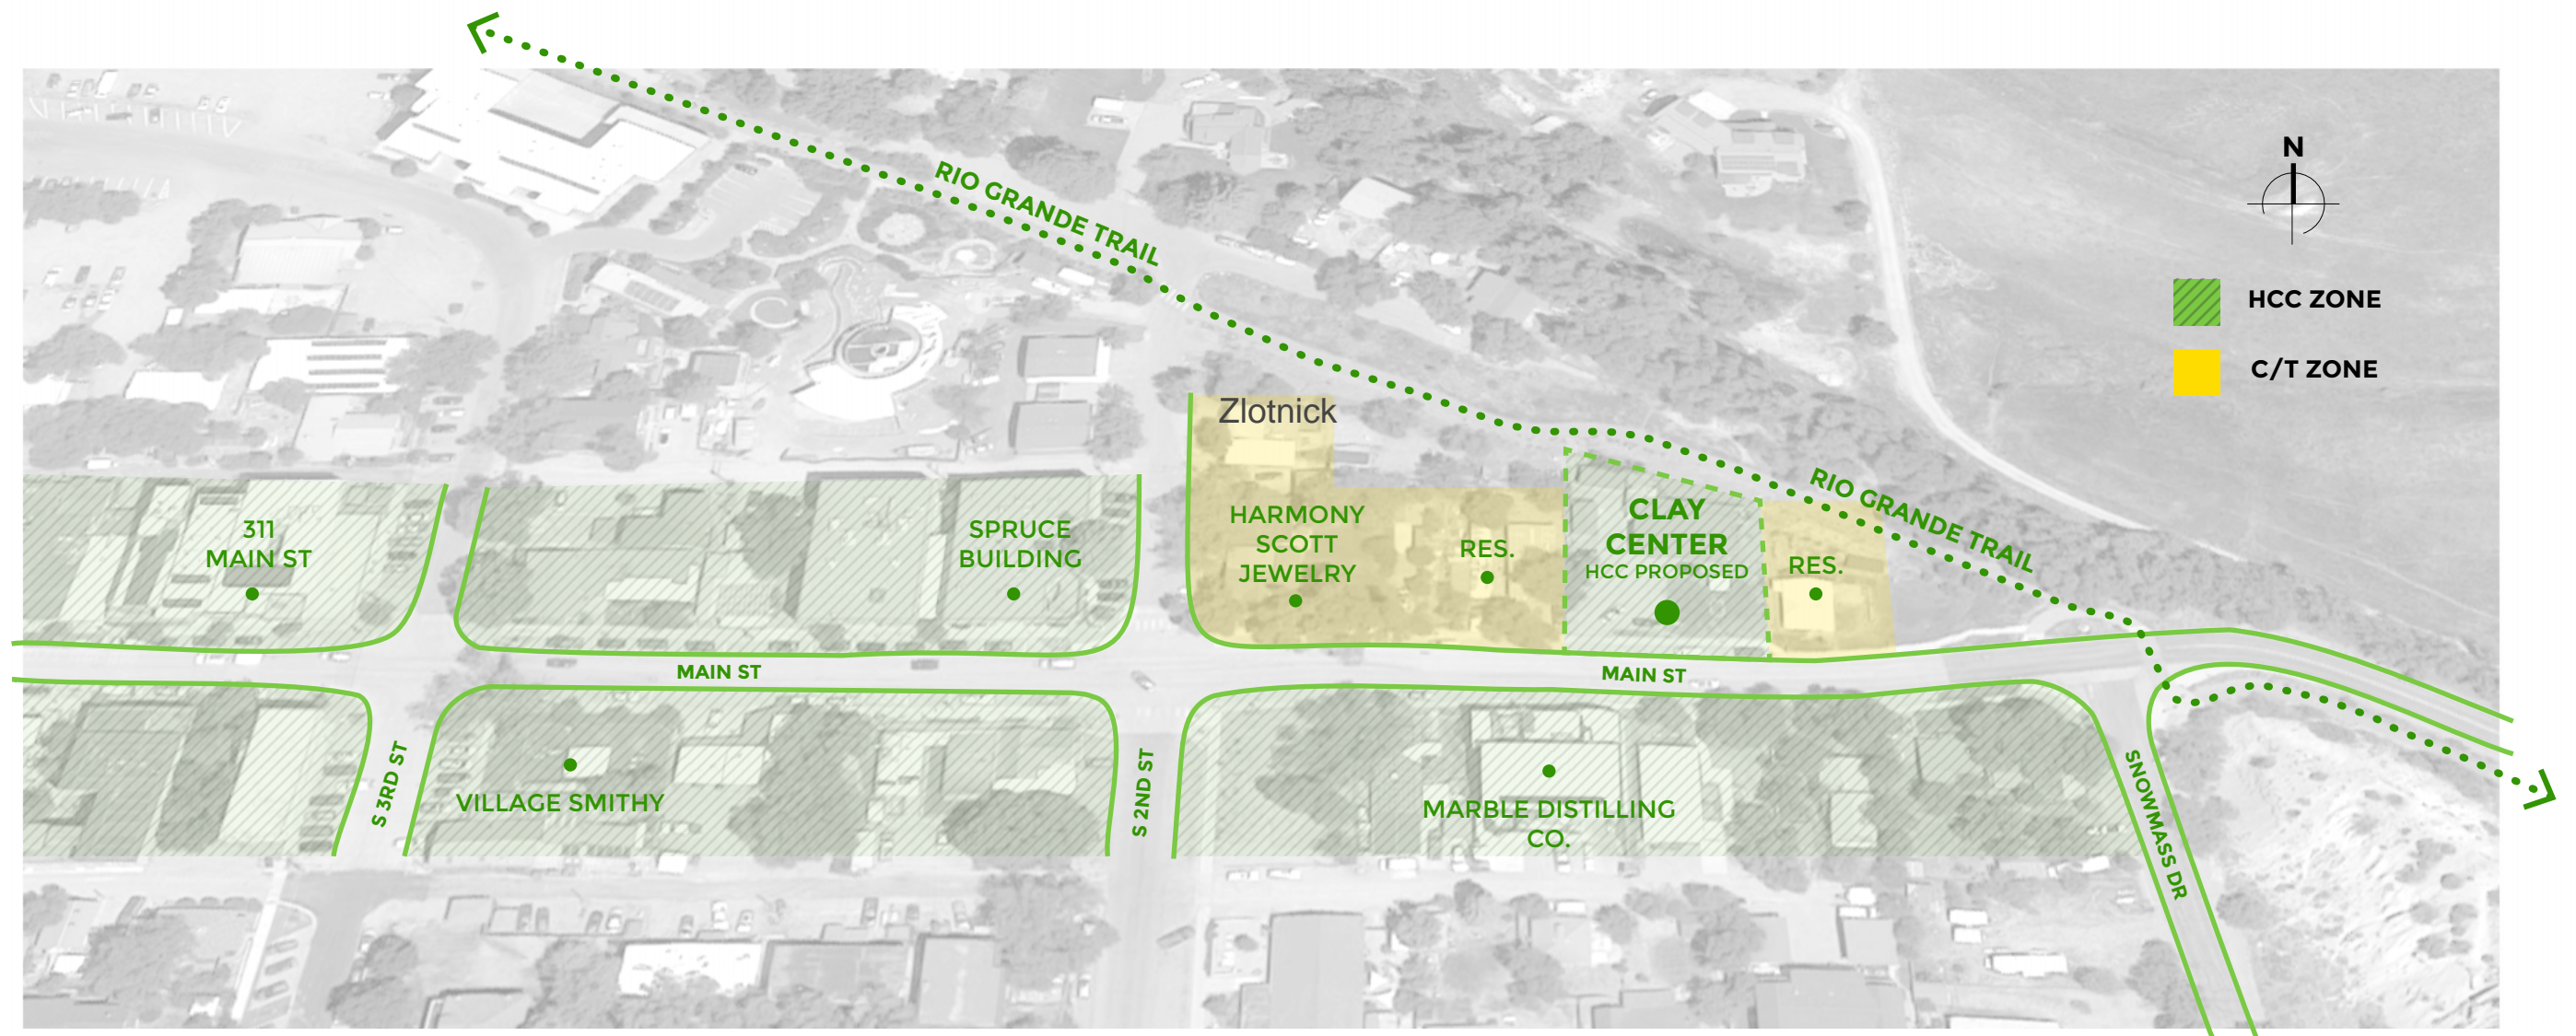 N
RIO GRANDE TRAIL
HCC ZONE
C/T ZONE
Zlotnick
RIO GRANDE TRAIL
311
MAIN ST
SPRUCE
BUILDING
HARMONY
SCOTT
JEWELRY
RES.
CLAY
CENTER
HCC PROPOSED
RES.
MAIN ST
MAIN ST
S 3RD ST
VILLAGE SMITHY
S 2ND ST
MARBLE DISTILLING
CO.
SNOWMASS DR